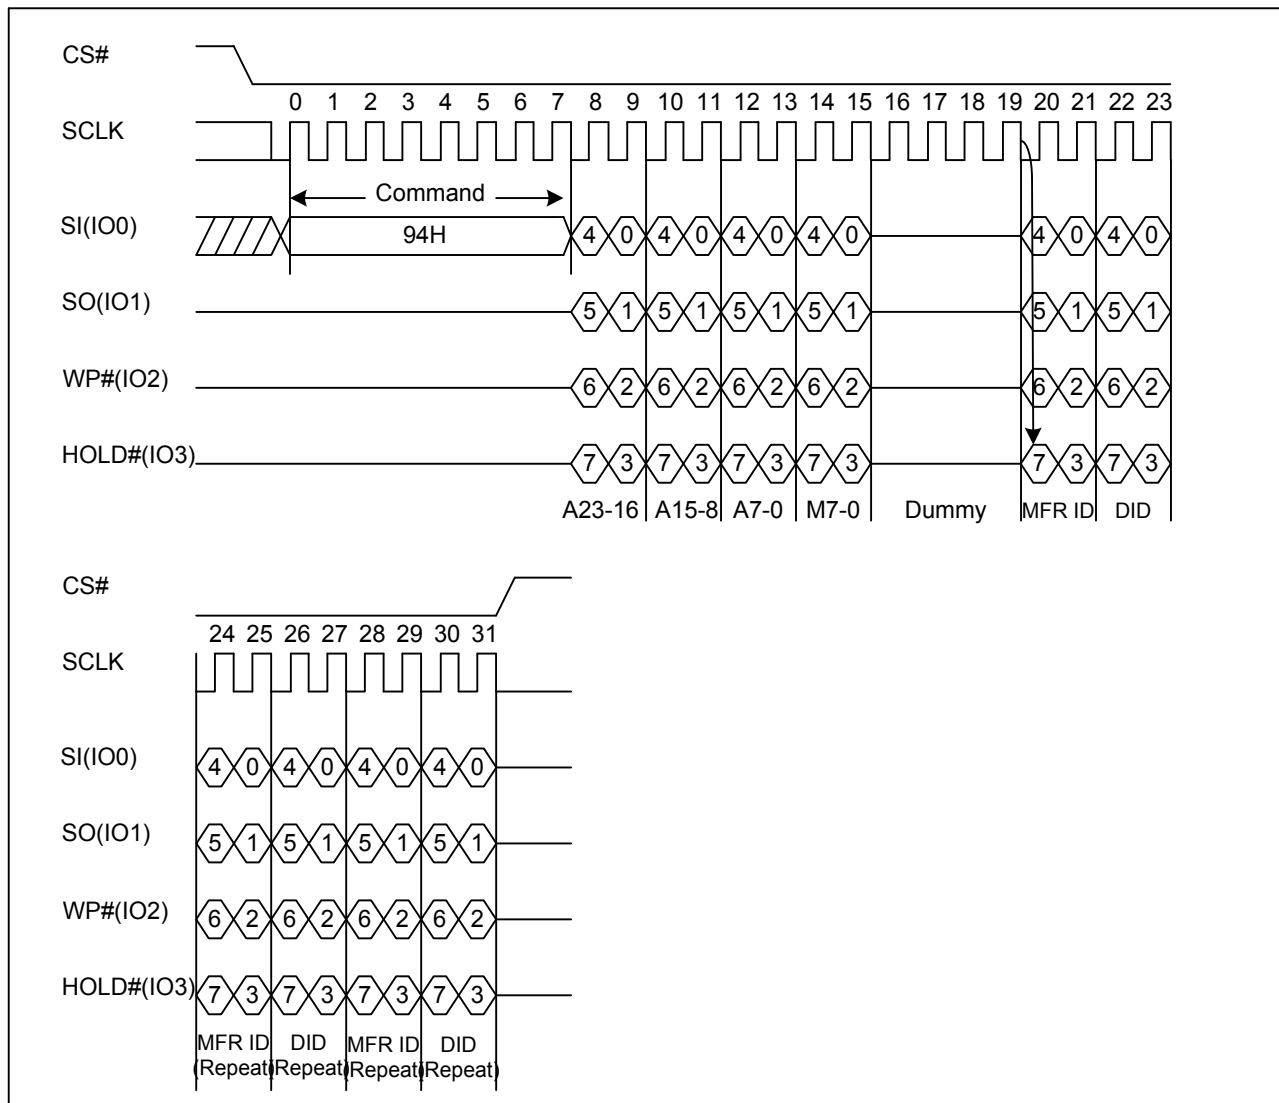 CS#
0 1 2 3 4 5 6 7 8 9 10 11 12 13 14 15 16 17 18 19 20 21 22 23
SCLK
Command
SI(IO0) 94H 4 0 4 0 4 0 4 0 4 0 4 0
SO(IO1) 5 1 5 1 5 1 5 1 5 1 5 1
WP#(IO2) 6 2 6 2 6 2 6 2 6 2 6 2
HOLD#(IO3) 7 3 7 3 7 3 7 3 7 3 7 3
A23-16 A15-8 A7-0 M7-0 Dummy MFR ID DID
CS#
24 25 26 27 28 29 30 31
SCLK
SI(IO0) 4 0 4 0 4 0 4 0
SO(IO1) 5 1 5 1 5 1 5 1
WP#(IO2) 6 2 6 2 6 2 6 2
HOLD#(IO3) 7 3 7 3 7 3 7 3
MFR ID DID MFR ID DID
(Repeat) (Repeat) (Repeat) (Repeat)